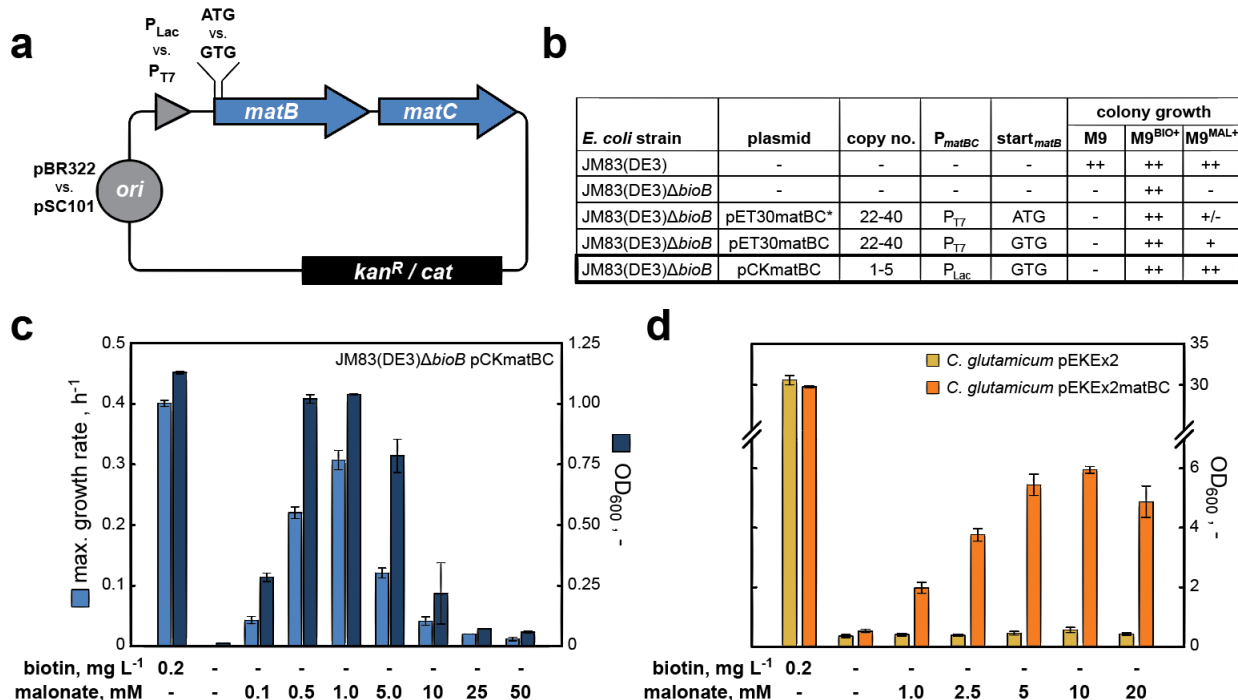 a
P_Lac
vs.
P_T7
ATG
vs.
GTG
matB
matC
pBR322
vs.
pSC101
ori
kan^R / cat
b
colony growth
E. coli strain plasmid copy no. P_matBC start_matB M9 M9^BIO+ M9^MAL+
JM83(DE3) - - - - ++ ++ ++
JM83(DE3)ΔbioB - - - - - ++ -
JM83(DE3)ΔbioB pET30matBC* 22-40 P_T7 ATG - ++ +/-
JM83(DE3)ΔbioB pET30matBC 22-40 P_T7 GTG - ++ +
JM83(DE3)ΔbioB pCKmatBC 1-5 P_Lac GTG - ++ ++
c
JM83(DE3)ΔbioB pCKmatBC
max. growth rate , h^-1
0.5
0.4
0.3
0.2
0.1
0
1.25
1.00
0.75
0.50
0.25
0
OD_600 , -
biotin, mg L^-1 0.2 - - - - - - - -
malonate, mM - - 0.1 0.5 1.0 5.0 10 25 50
d
C. glutamicum pEKEx2
C. glutamicum pEKEx2matBC
35
30
6
4
2
0
OD_600 , -
biotin, mg L^-1 0.2 - - - - - -
malonate, mM - - 1.0 2.5 5 10 20